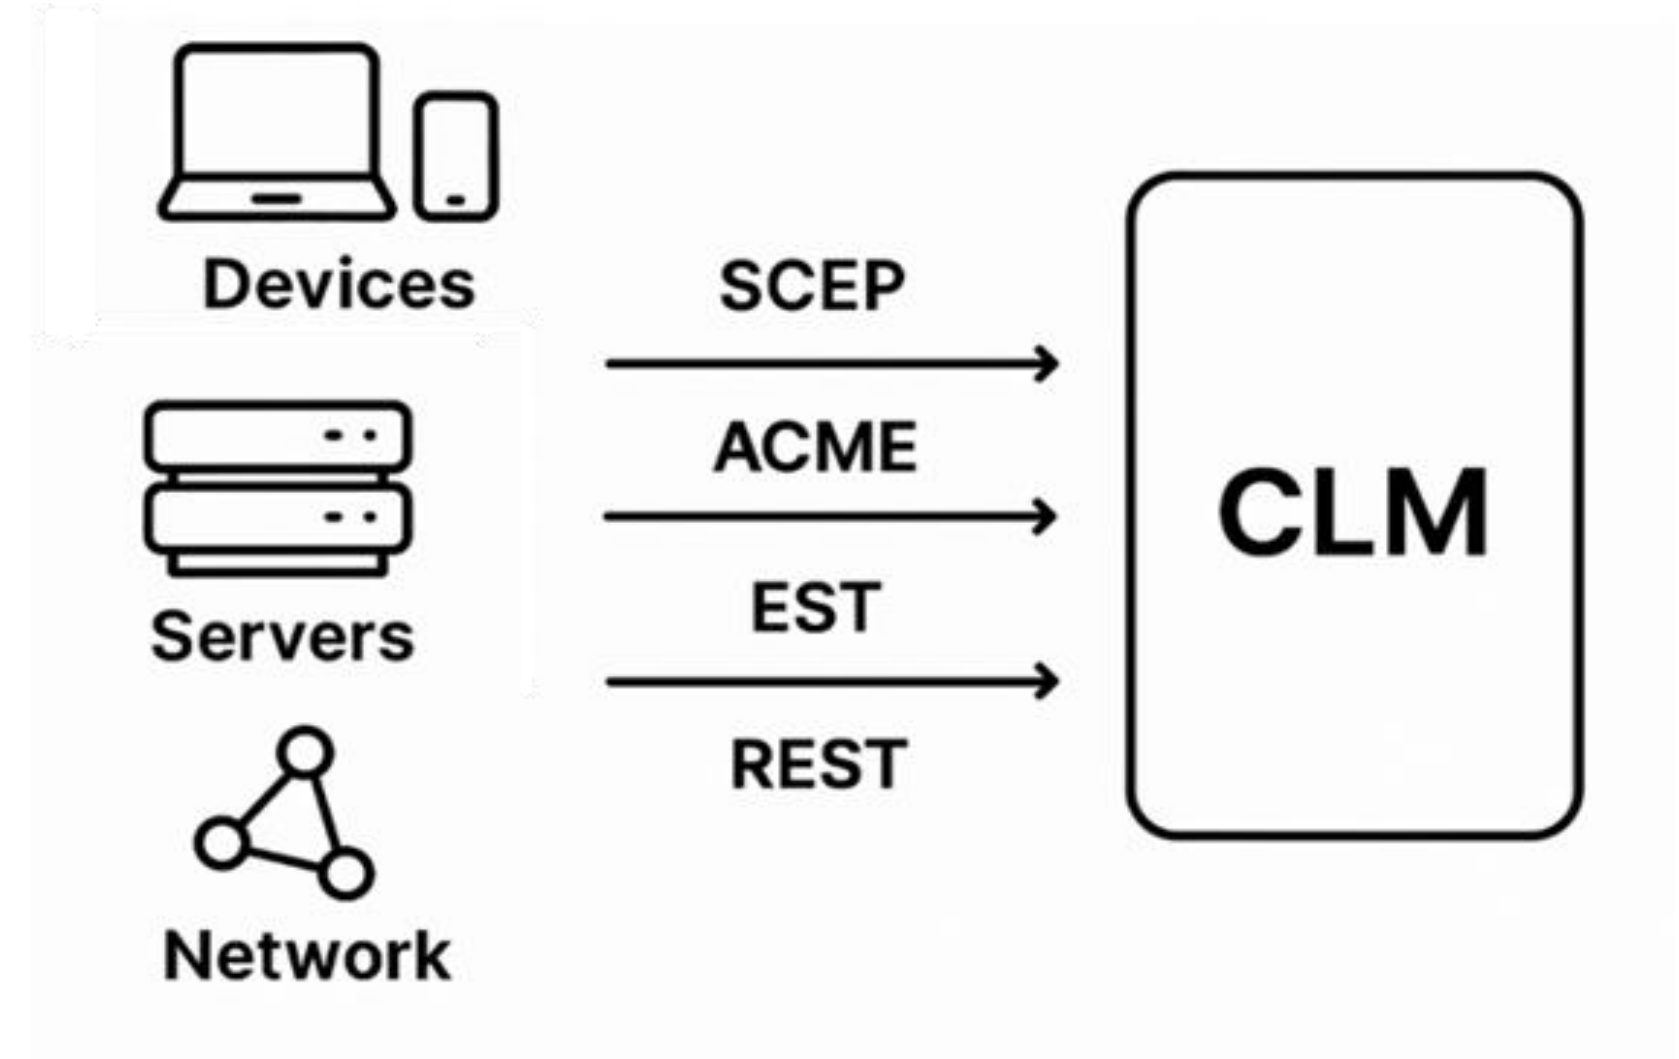 Devices
Servers
Network
SCEP
ACME
EST
REST
CLM